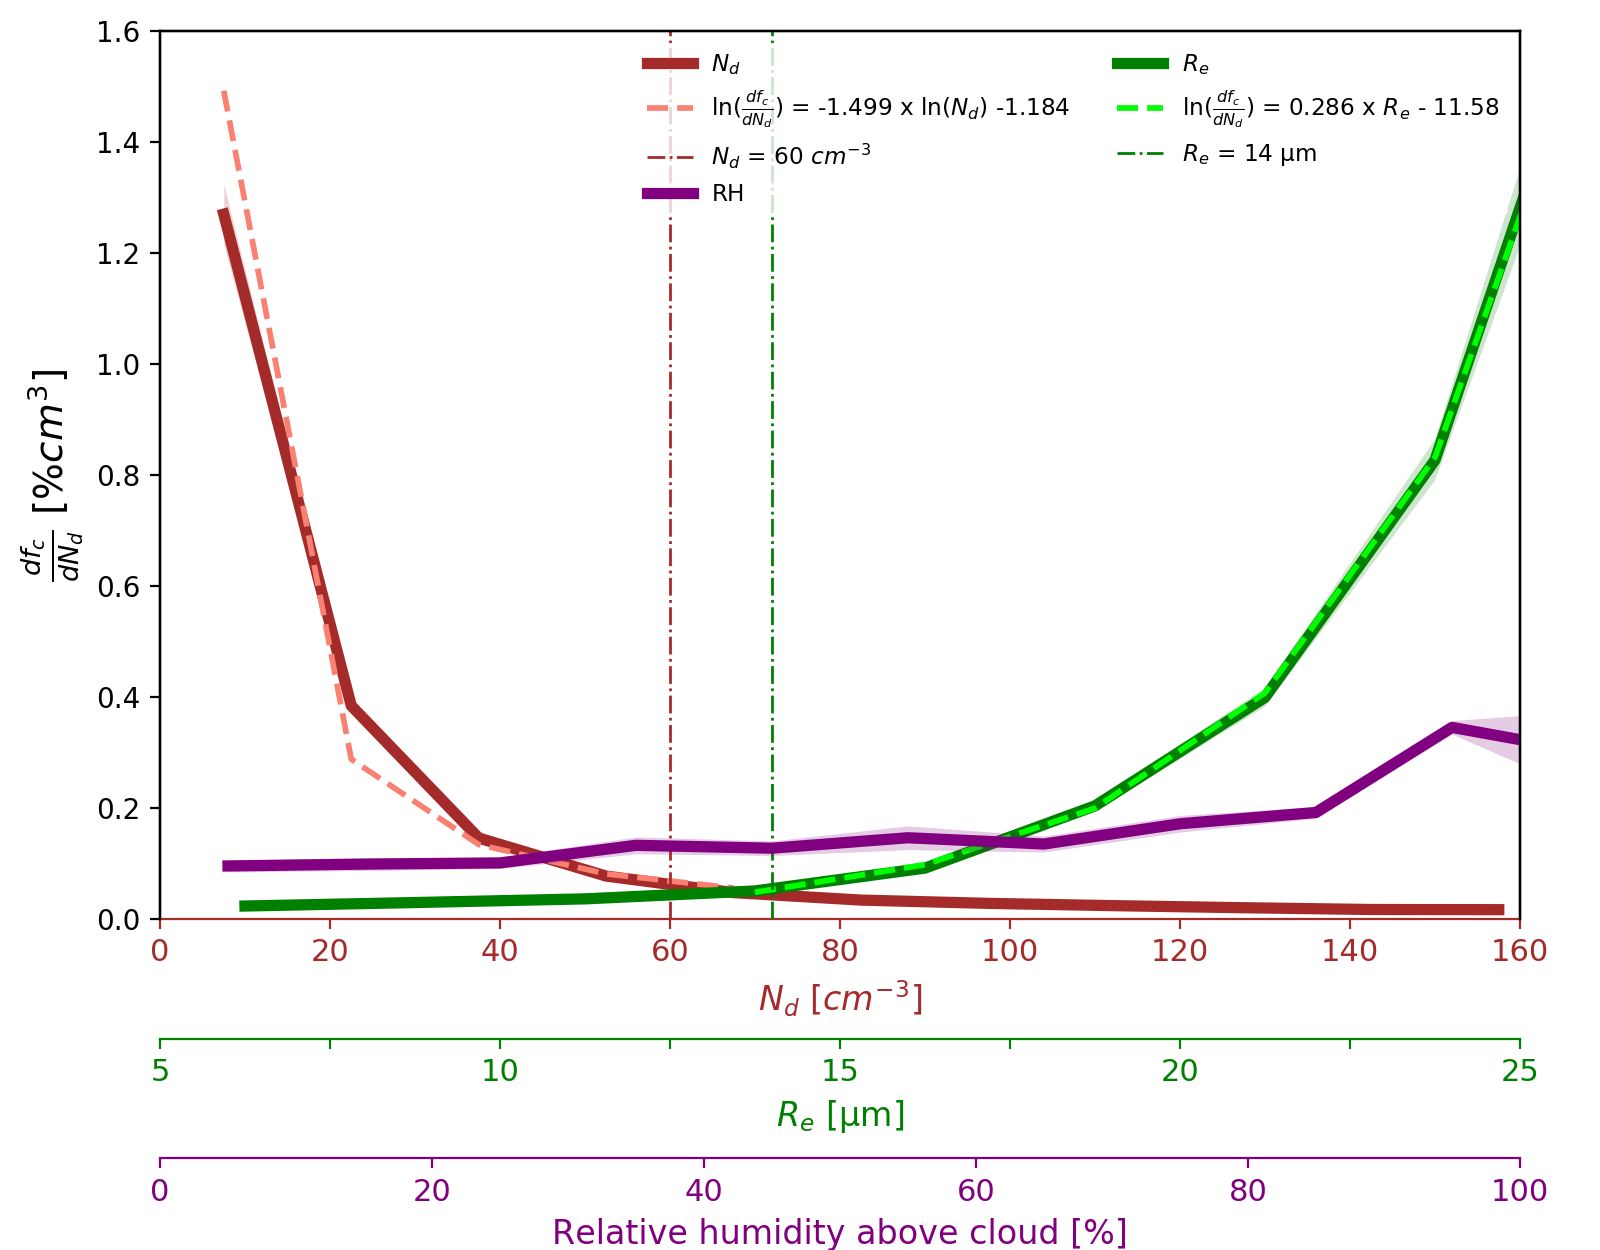 N_d
ln(df_c/dN_d) = -1.499 x ln(N_d) -1.184
N_d = 60 cm⁻³
RH
R_e
ln(df_c/dN_d) = 0.286 x R_e - 11.58
R_e = 14 μm
df_c/dN_d [%cm³]
1.6
1.4
1.2
1.0
0.8
0.6
0.4
0.2
0.0
0 20 40 60 80 100 120 140 160
N_d [cm⁻³]
5 10 15 20 25
R_e [μm]
0 20 40 60 80 100
Relative humidity above cloud [%]